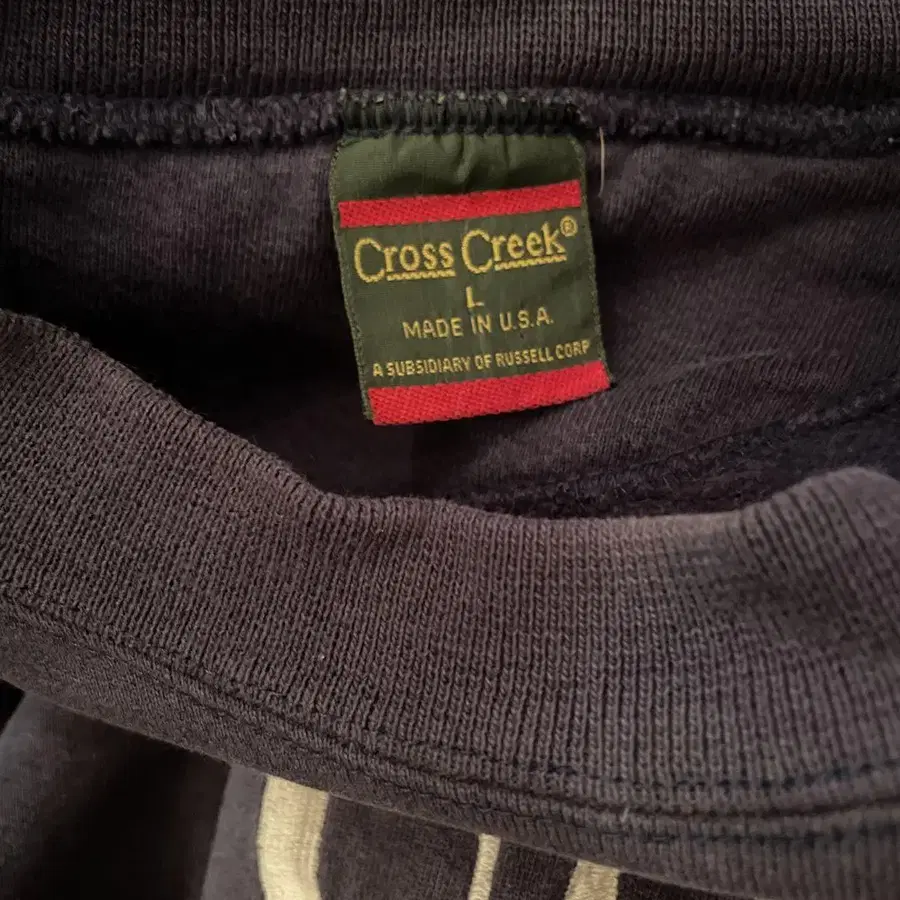 Cross Creek®
L
MADE IN U.S.A.
A SUBSIDIARY OF RUSSELL CORP